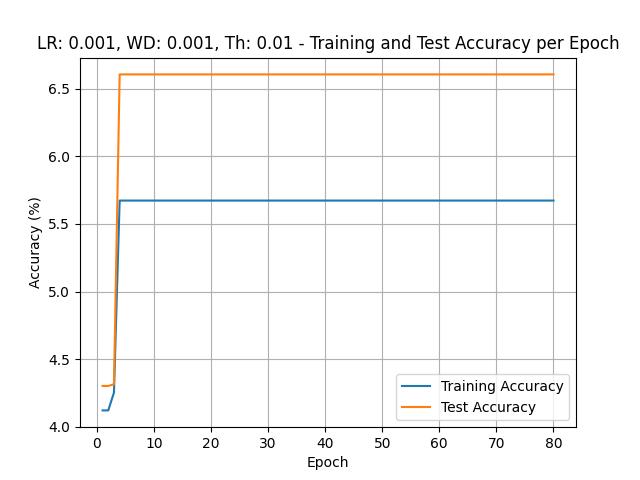 LR: 0.001, WD: 0.001, Th: 0.01 - Training and Test Accuracy per Epoch
6.5
6.0
5.5
5.0
4.5
4.0
Accuracy (%)
Training Accuracy
Test Accuracy
0 10 20 30 40 50 60 70 80
Epoch